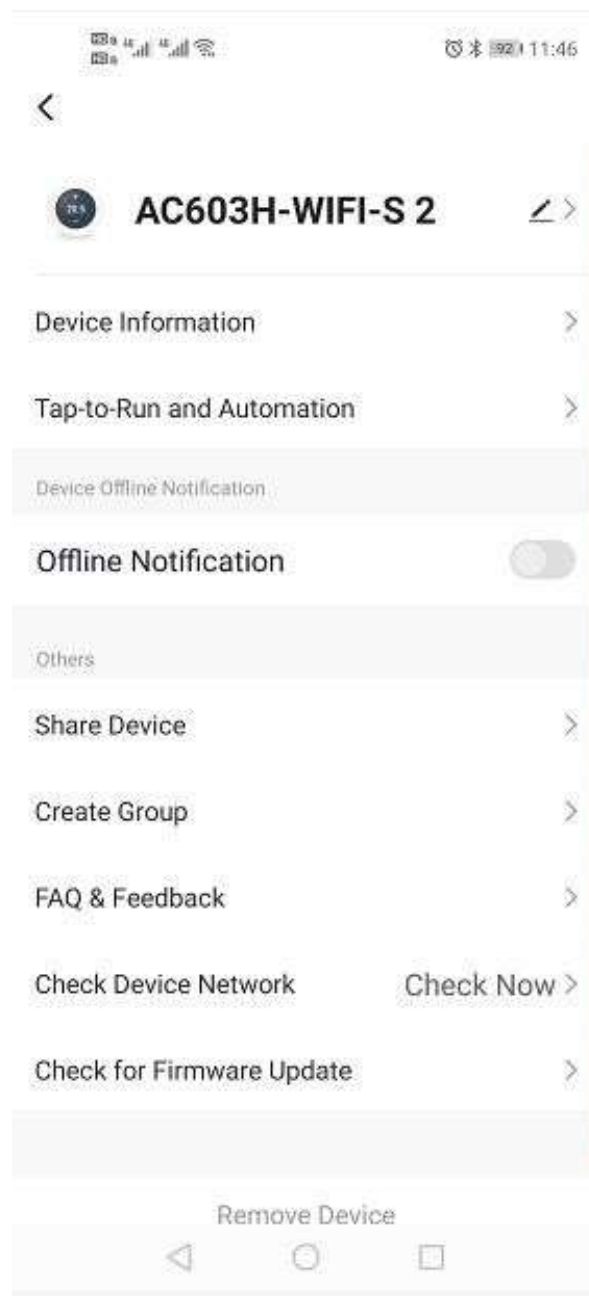 92 11:46
AC603H-WIFI-S 2
Device Information
Tap-to-Run and Automation
Device Offline Notification
Offline Notification
Others
Share Device
Create Group
FAQ & Feedback
Check Device Network Check Now
Check for Firmware Update
Remove Device